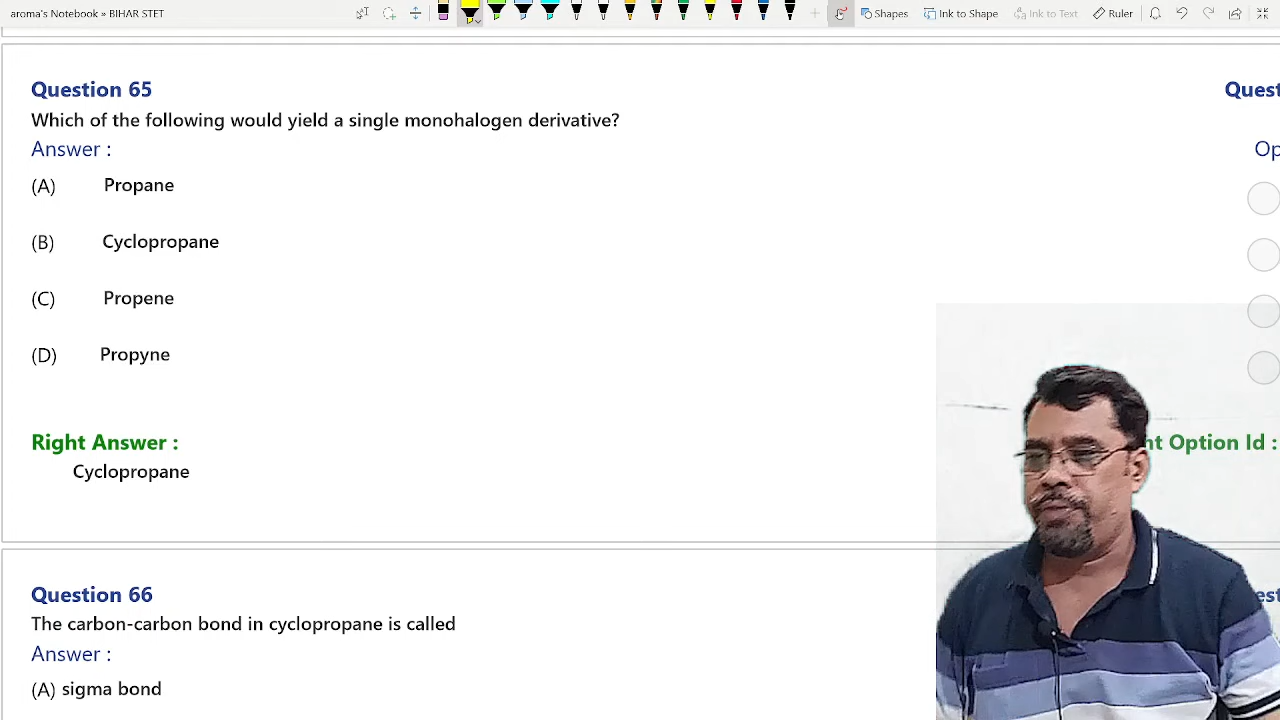 arora's Notebook » BIHAR STET
Shapes Ink to Shape Ink to Text Ruler
Question 65
Quest
Which of the following would yield a single monohalogen derivative?
Answer :
Op
(A) Propane
(B) Cyclopropane
(C) Propene
(D) Propyne
Right Answer :
nt Option Id :
Cyclopropane
Question 66
est
The carbon-carbon bond in cyclopropane is called
Answer :
(A) sigma bond